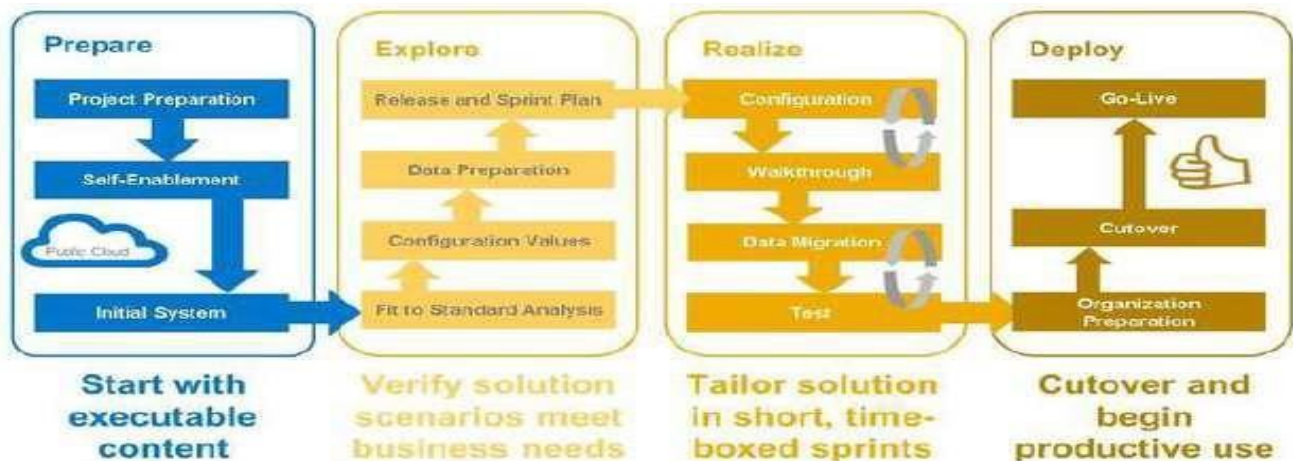 Prepare
Project Preparation
Self-Enablement
Public Cloud
Initial System
Start with
executable
content
Explore
Release and Sprint Plan
Data Preparation
Configuration Values
Fit to Standard Analysis
Verify solution
scenarios meet
business needs
Realize
Configuration
Walkthrough
Data Migration
Test
Tailor solution
in short, time-
boxed sprints
Deploy
Go-Live
Cutover
Organization
Preparation
Cutover and
begin
productive use